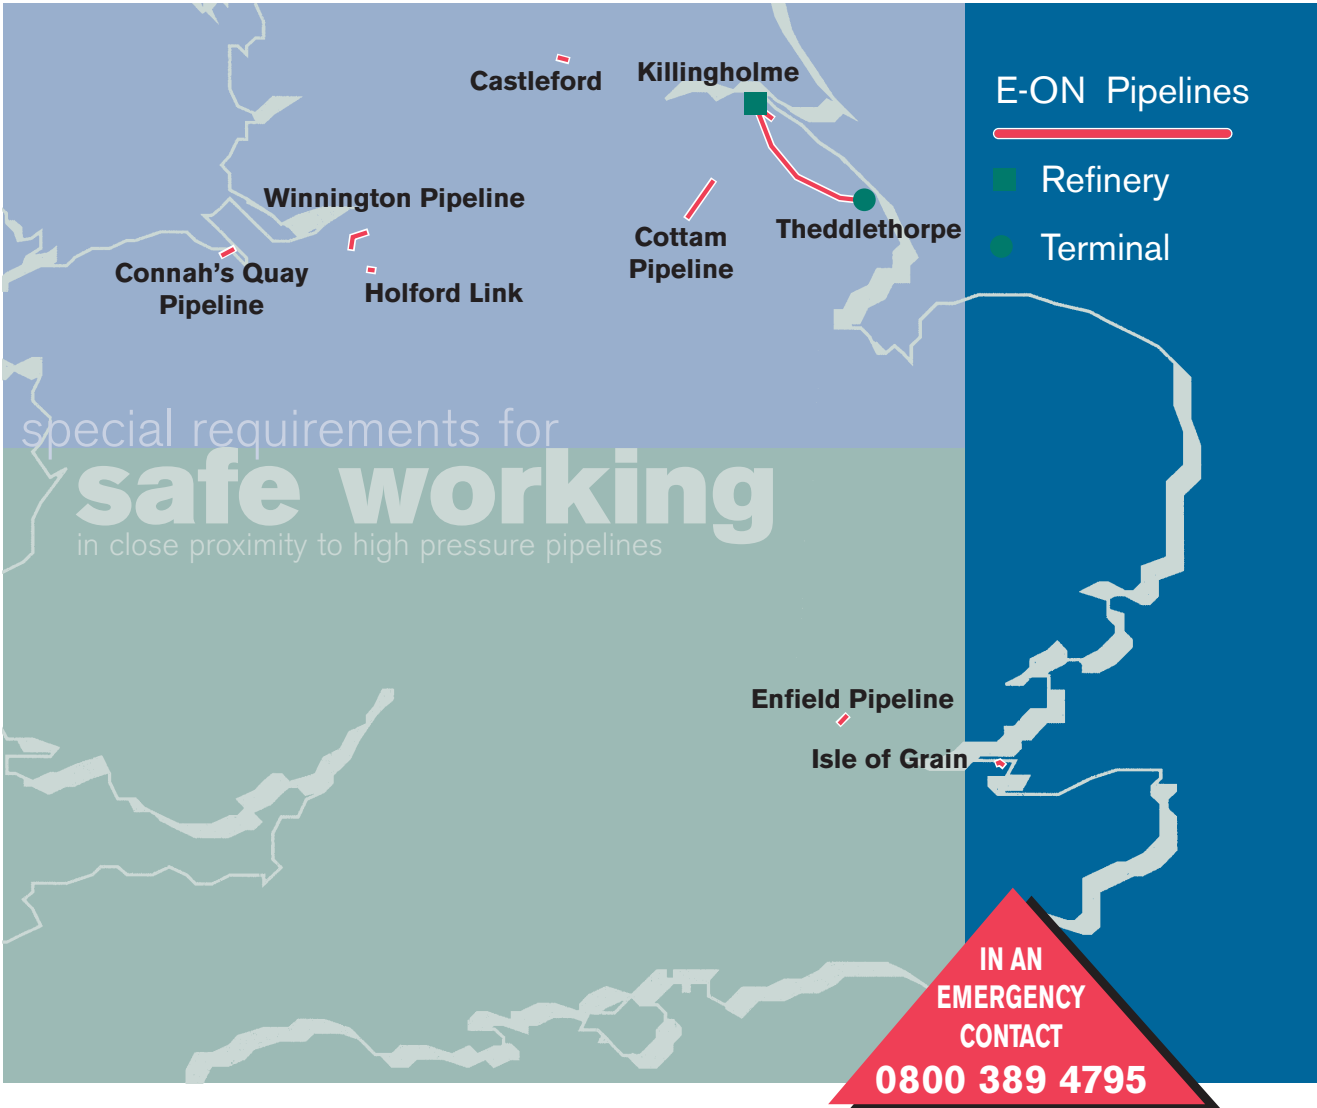 Castleford
Killingholme
E-ON Pipelines
Refinery
Terminal
Winnington Pipeline
Cottam
Pipeline
Theddlethorpe
Connah's Quay
Pipeline
Holford Link
special requirements for
safe working
in close proximity to high pressure pipelines
Enfield Pipeline
Isle of Grain
IN AN
EMERGENCY
CONTACT
0800 389 4795